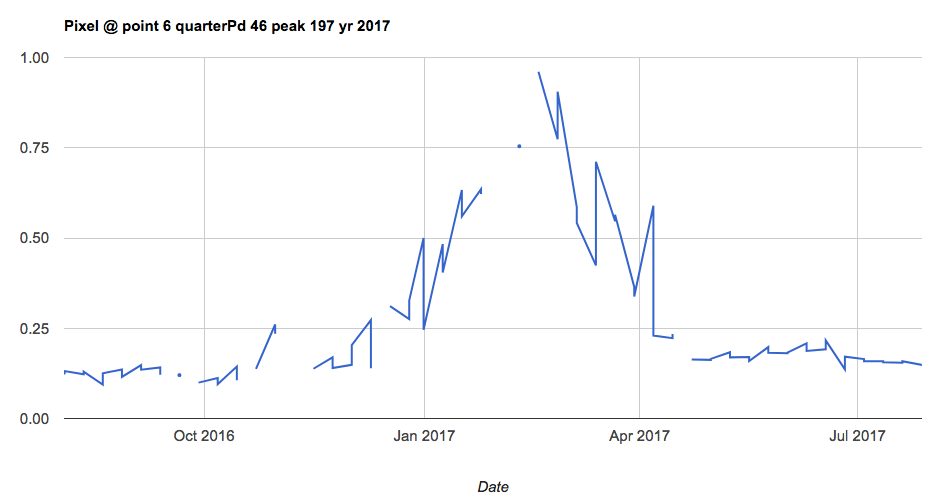 Pixel @ point 6 quarterPd 46 peak 197 yr 2017
1.00
0.75
0.50
0.25
0.00
Oct 2016 Jan 2017 Apr 2017 Jul 2017
Date